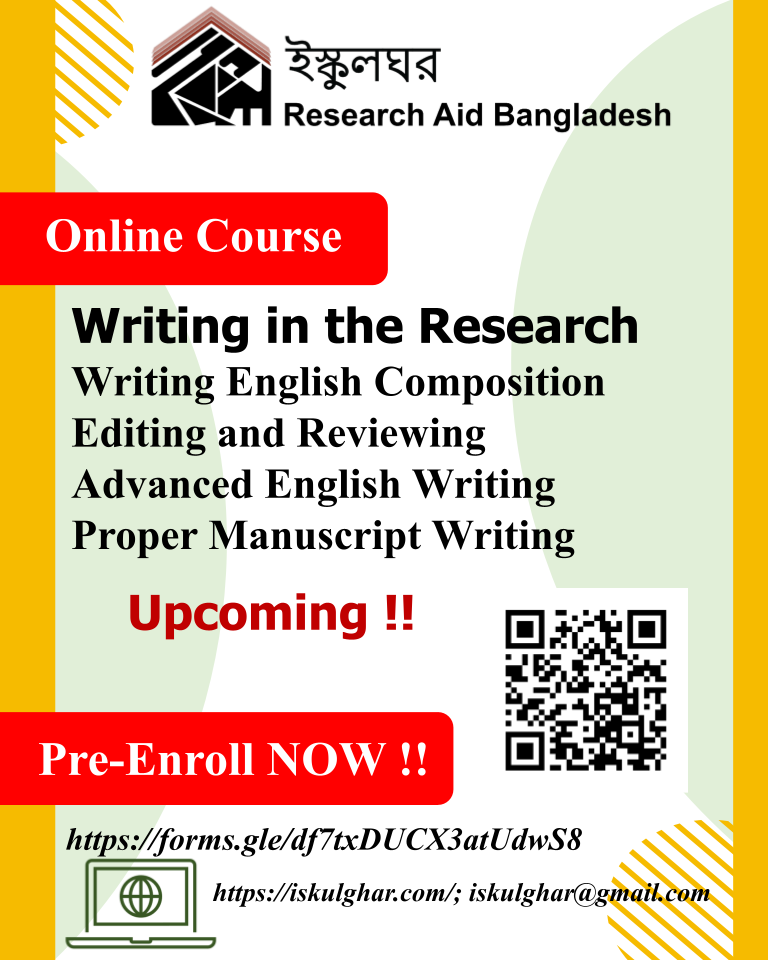 ইস্কুলঘর
Research Aid Bangladesh
Online Course
Writing in the Research
Writing English Composition
Editing and Reviewing
Advanced English Writing
Proper Manuscript Writing
Upcoming !!
Pre-Enroll NOW !!
https://forms.gle/df7txDUCX3atUdwS8
https://iskulghar.com/; iskulghar@gmail.com